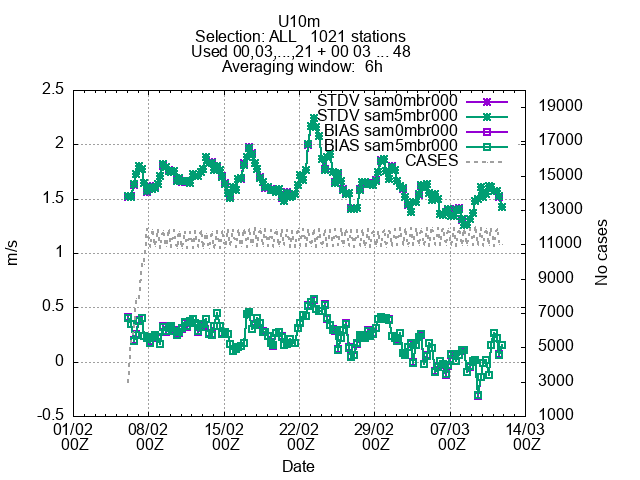 U10m
Selection: ALL   1021 stations
Used 00,03,...,21 + 00 03 ... 48
Averaging window:  6h
STDV sam0mbr000
STDV sam5mbr000
BIAS sam0mbr000
BIAS sam5mbr000
CASES
2.5
2
1.5
1
0.5
0
-0.5
m/s
19000
17000
15000
13000
11000
9000
7000
5000
3000
1000
No cases
01/02 08/02 15/02 22/02 29/02 07/03 14/03
00Z 00Z 00Z 00Z 00Z 00Z 00Z
Date